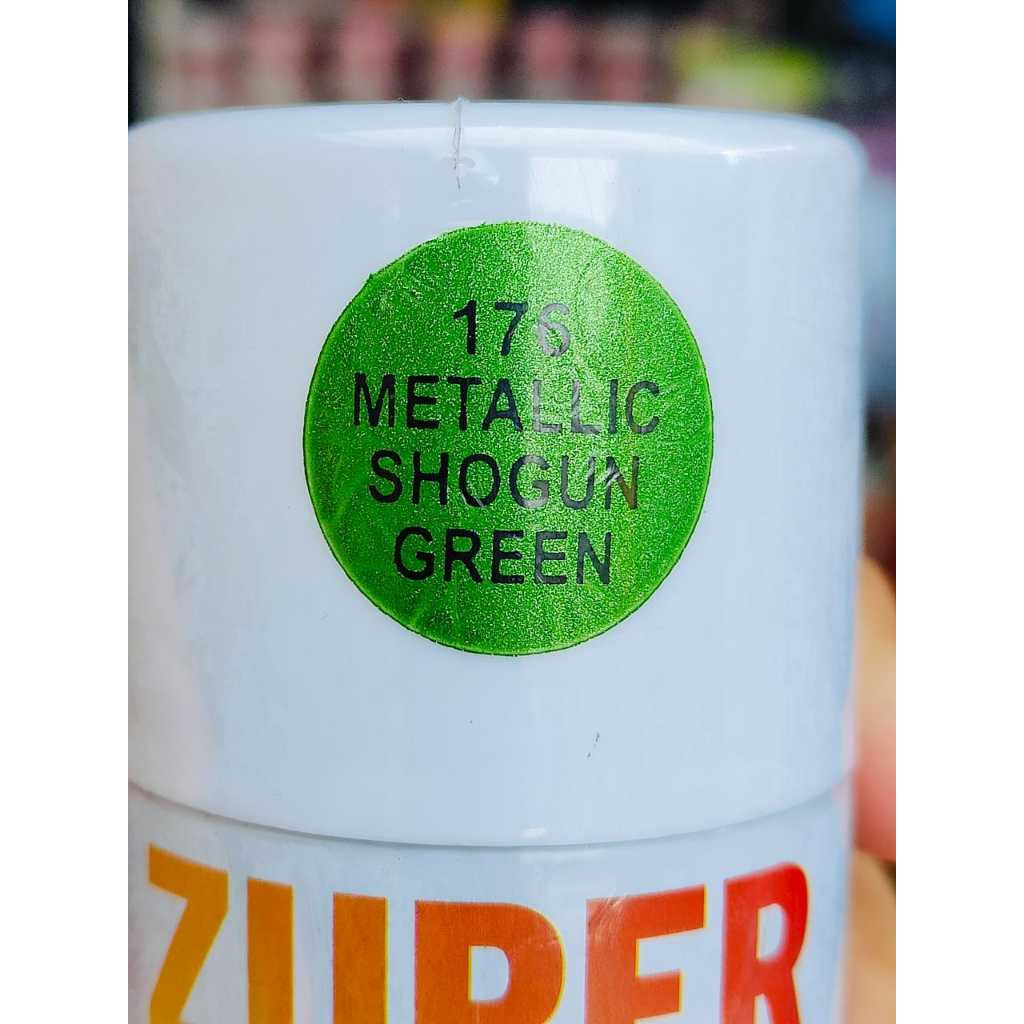 176
METALLIC
SHOGUN
GREEN
ZUPER